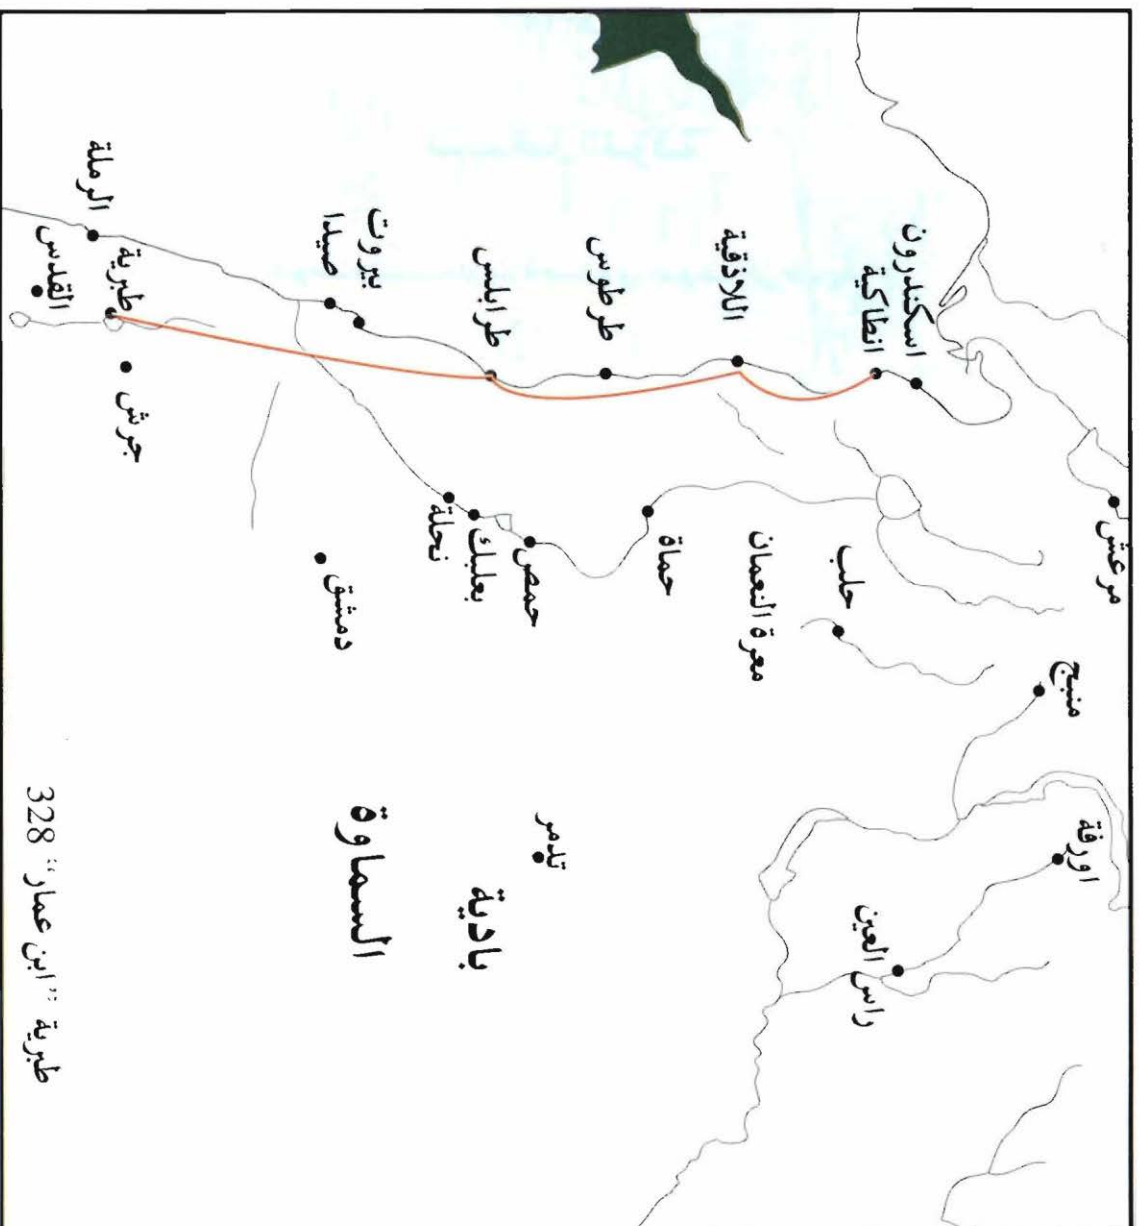 مرعش
منبج
اورفة
اسكندرون
انطاكية
حلب
راس العين
اللاذقية
معرة النعمان
طرطوس
حماة
تدمر
طرابلس
حمص
بعلبك
نحلة
بادية
السماوة
بيروت
صيدا
دمشق
طبرية
جرش
الرملة
القدس
طبرية "ابن عمار" 328